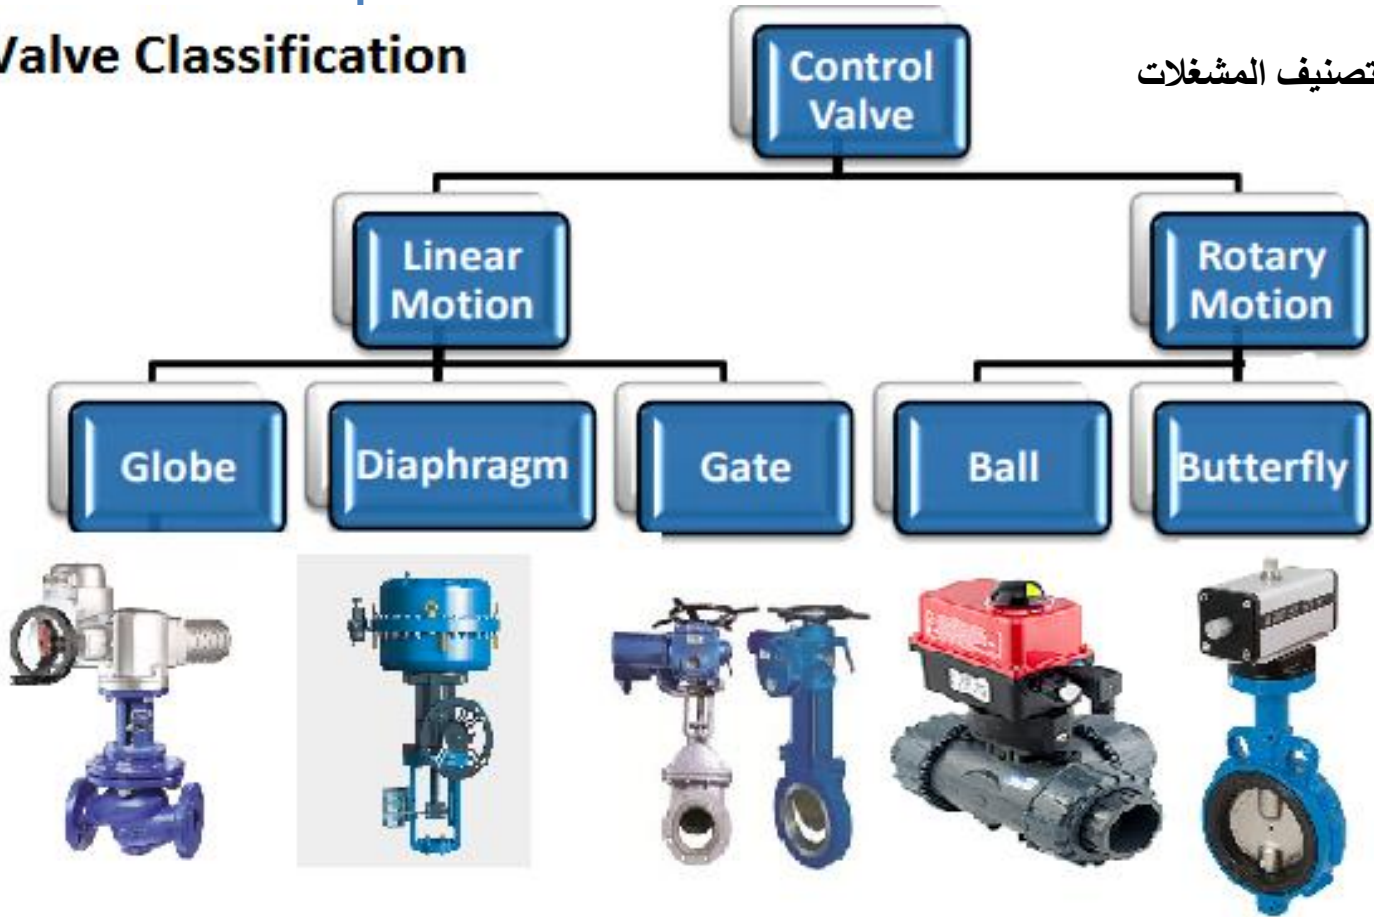 Valve Classification
تصنيف المشغلات
Control
Valve
Linear
Motion
Rotary
Motion
Globe
Diaphragm
Gate
Ball
Butterfly